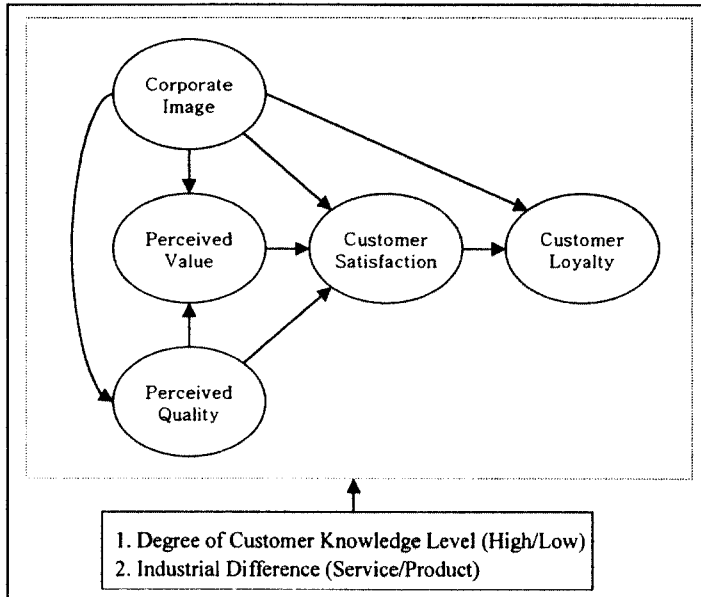 Corporate
Image
Perceived
Value
Customer
Satisfaction
Customer
Loyalty
Perceived
Quality
1. Degree of Customer Knowledge Level (High/Low)
2. Industrial Difference (Service/Product)